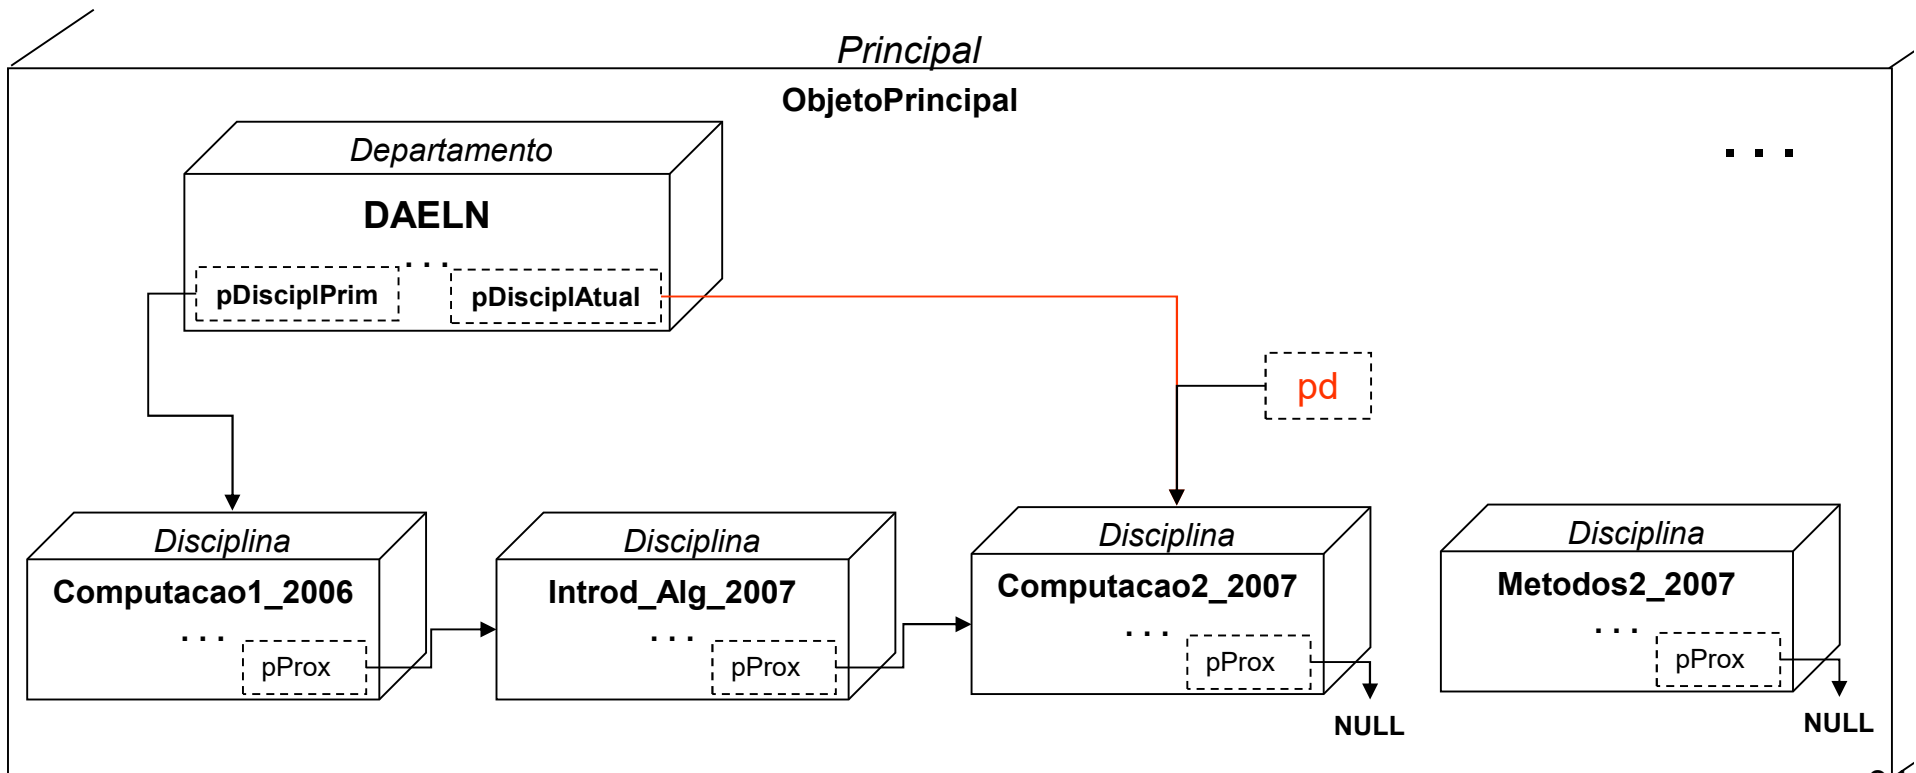 Principal
ObjetoPrincipal
Departamento
. . .
DAELN
. . .
pDisciplPrim
pDisciplAtual
pd
Disciplina
Disciplina
Disciplina
Disciplina
Computacao1_2006
Introd_Alg_2007
Computacao2_2007
Metodos2_2007
. . .
. . .
. . .
. . .
pProx
pProx
pProx
pProx
NULL
NULL